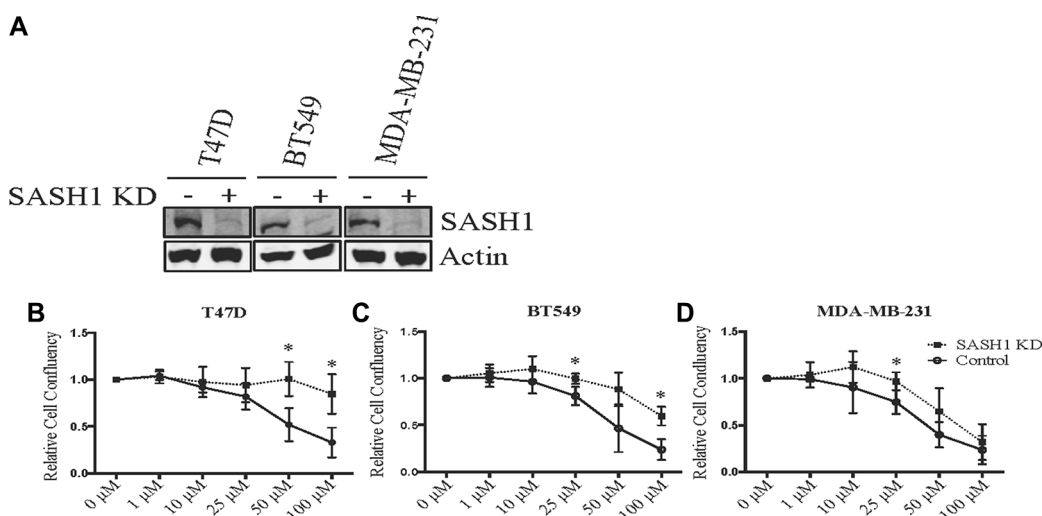 A
T47D
BT549
MDA-MB-231
SASH1 KD - + - + - +
SASH1
Actin
B
T47D
Relative Cell Confluency
1.5
1.0
0.5
0.0
* *
0 µM 1 µM 10 µM 25 µM 50 µM 100 µM
C
BT549
Relative Cell Confluency
1.5
1.0
0.5
0.0
* *
0 µM 1 µM 10 µM 25 µM 50 µM 100 µM
D
MDA-MB-231
Relative Cell Condluency
1.5
1.0
0.5
0.0
*
SASH1 KD
Control
0 µM 1 µM 10 µM 25 µM 50 µM 100 µM